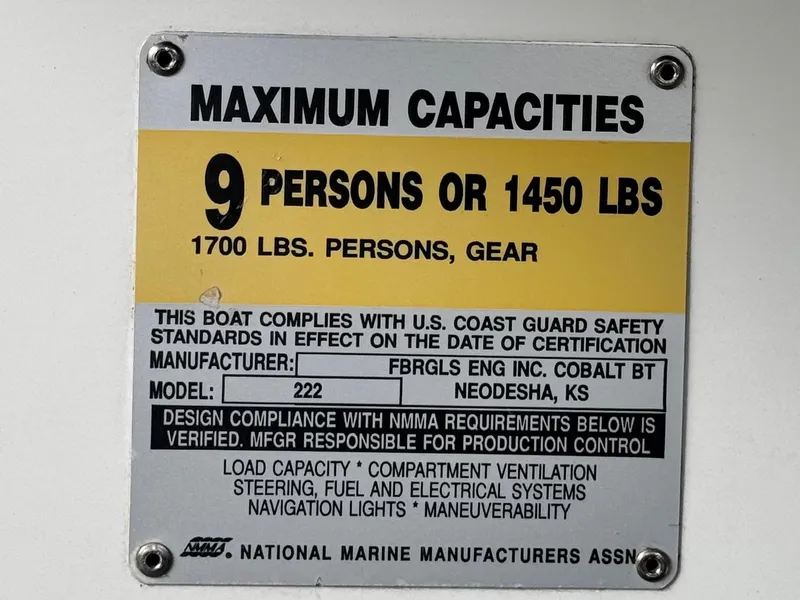 MAXIMUM CAPACITIES
9 PERSONS OR 1450 LBS
1700 LBS. PERSONS, GEAR
THIS BOAT COMPLIES WITH U.S. COAST GUARD SAFETY
STANDARDS IN EFFECT ON THE DATE OF CERTIFICATION
MANUFACTURER: FBRGLS ENG INC. COBALT BT
MODEL: 222 NEODESHA, KS
DESIGN COMPLIANCE WITH NMMA REQUIREMENTS BELOW IS
VERIFIED. MFGR RESPONSIBLE FOR PRODUCTION CONTROL
LOAD CAPACITY * COMPARTMENT VENTILATION
STEERING, FUEL AND ELECTRICAL SYSTEMS
NAVIGATION LIGHTS * MANEUVERABILITY
NMMA. NATIONAL MARINE MANUFACTURERS ASSN